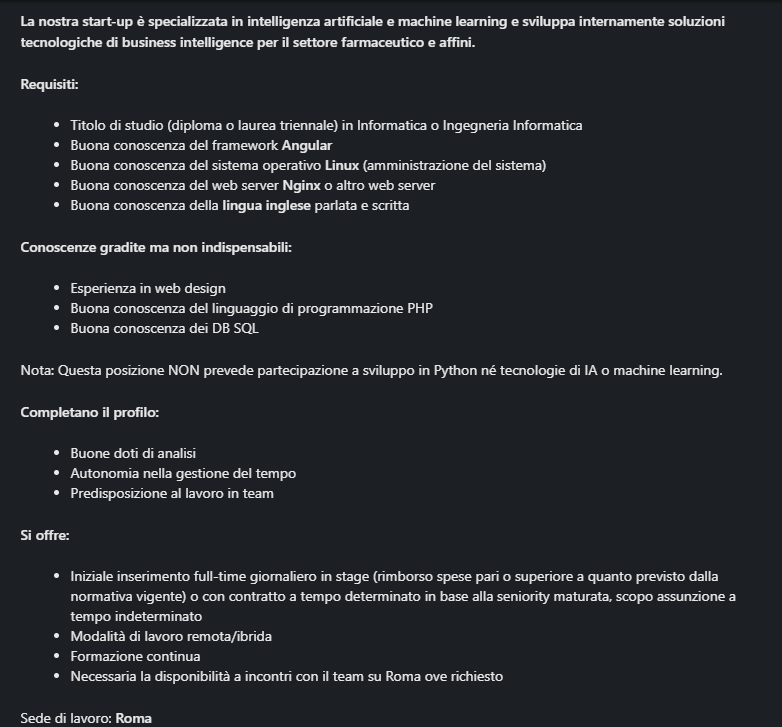 La nostra start-up è specializzata in intelligenza artificiale e machine learning e sviluppa internamente soluzioni
tecnologiche di business intelligence per il settore farmaceutico e affini.
Requisiti:
• Titolo di studio (diploma o laurea triennale) in Informatica o Ingegneria Informatica
• Buona conoscenza del framework Angular
• Buona conoscenza del sistema operativo Linux (amministrazione del sistema)
• Buona conoscenza del web server Nginx o altro web server
• Buona conoscenza della lingua inglese parlata e scritta
Conoscenze gradite ma non indispensabili:
• Esperienza in web design
• Buona conoscenza del linguaggio di programmazione PHP
• Buona conoscenza dei DB SQL
Nota: Questa posizione NON prevede partecipazione a sviluppo in Python né tecnologie di IA o machine learning.
Completano il profilo:
• Buone doti di analisi
• Autonomia nella gestione del tempo
• Predisposizione al lavoro in team
Si offre:
• Iniziale inserimento full-time giornaliero in stage (rimborso spese pari o superiore a quanto previsto dalla
normativa vigente) o con contratto a tempo determinato in base alla seniority maturata, scopo assunzione a
tempo indeterminato
• Modalità di lavoro remota/ibrida
• Formazione continua
• Necessaria la disponibilità a incontri con il team su Roma ove richiesto
Sede di lavoro: Roma